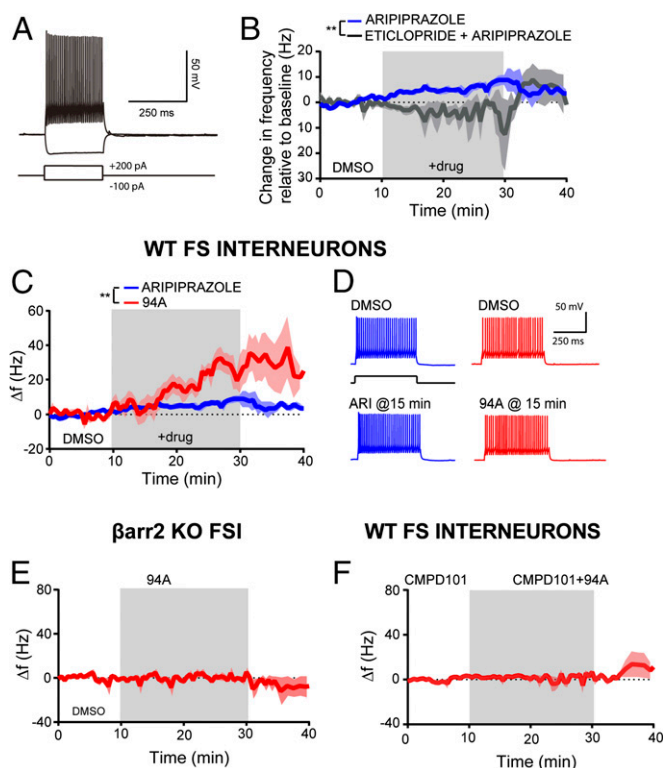 A
50 mV
250 ms
+200 pA
-100 pA
B
** ARIPIPRAZOLE
ETICLOPRIDE + ARIPIPRAZOLE
Change in frequency
relative to baseline (Hz)
20
10
0
10
20
30
DMSO
+drug
0 10 20 30 40
Time (min)
WT FS INTERNEURONS
C
** ARIPIPRAZOLE
94A
Δf (Hz)
60
40
20
0
-20
DMSO
+drug
0 10 20 30 40
Time (min)
D
DMSO
DMSO
50 mV
250 ms
ARI @15 min
94A @ 15 min
βarr2 KO FSI
E
94A
Δf (Hz)
80
40
0
-40
DMSO
0 10 20 30 40
Time (min)
WT FS INTERNEURONS
F
CMPD101
CMPD101+94A
Δf (Hz)
80
40
0
-40
0 10 20 30 40
Time (min)